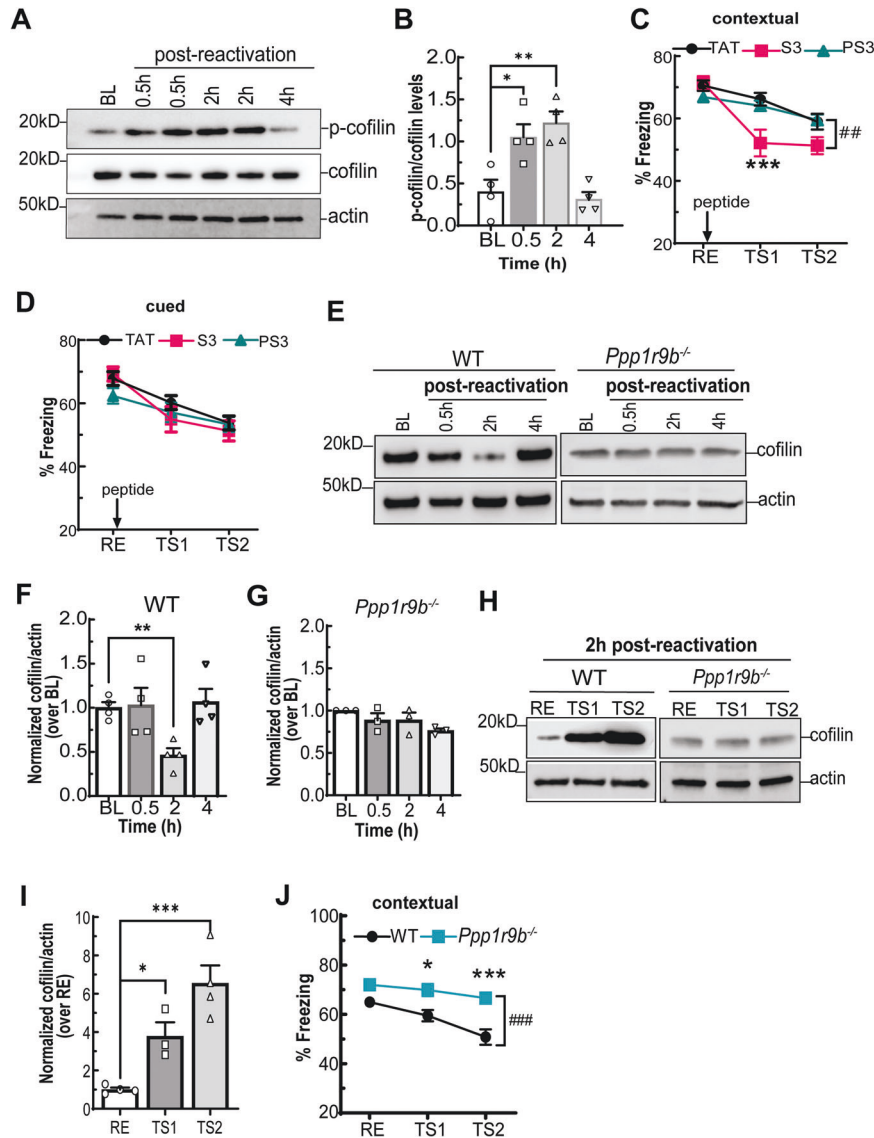 A
post-reactivation
BL
0.5h
0.5h
2h
2h
4h
20kD
p-cofilin
20kD
cofilin
50kD
actin
B
p-cofilin/cofilin levels
2.0
1.5
1.0
0.5
0.0
**
*
BL
0.5
2
4
Time (h)
C
contextual
TAT
S3
PS3
% Freezing
80
60
40
20
##
***
peptide
RE
TS1
TS2
D
cued
TAT
S3
PS3
% Freezing
80
60
40
20
peptide
RE
TS1
TS2
E
WT
Ppp1r9b-/-
post-reactivation
post-reactivation
BL
0.5h
2h
4h
BL
0.5h
2h
4h
20kD
cofilin
50kD
actin
F
WT
Normalized cofilin/actin
(over BL)
2.0
1.5
1.0
0.5
0.0
**
BL
0.5
2
4
Time (h)
G
Ppp1r9b-/-
Normalized cofilin/actin
(over BL)
2.0
1.5
1.0
0.5
0.0
BL
0.5
2
4
Time (h)
H
2h post-reactivation
WT
Ppp1r9b-/-
RE
TS1
TS2
RE
TS1
TS2
20kD
cofilin
50kD
actin
I
Normalized cofilin/actin
(over RE)
10
8
6
4
2
0
***
*
RE
TS1
TS2
J
contextual
WT
Ppp1r9b-/-
% Freezing
100
80
60
40
20
*
***
###
RE
TS1
TS2